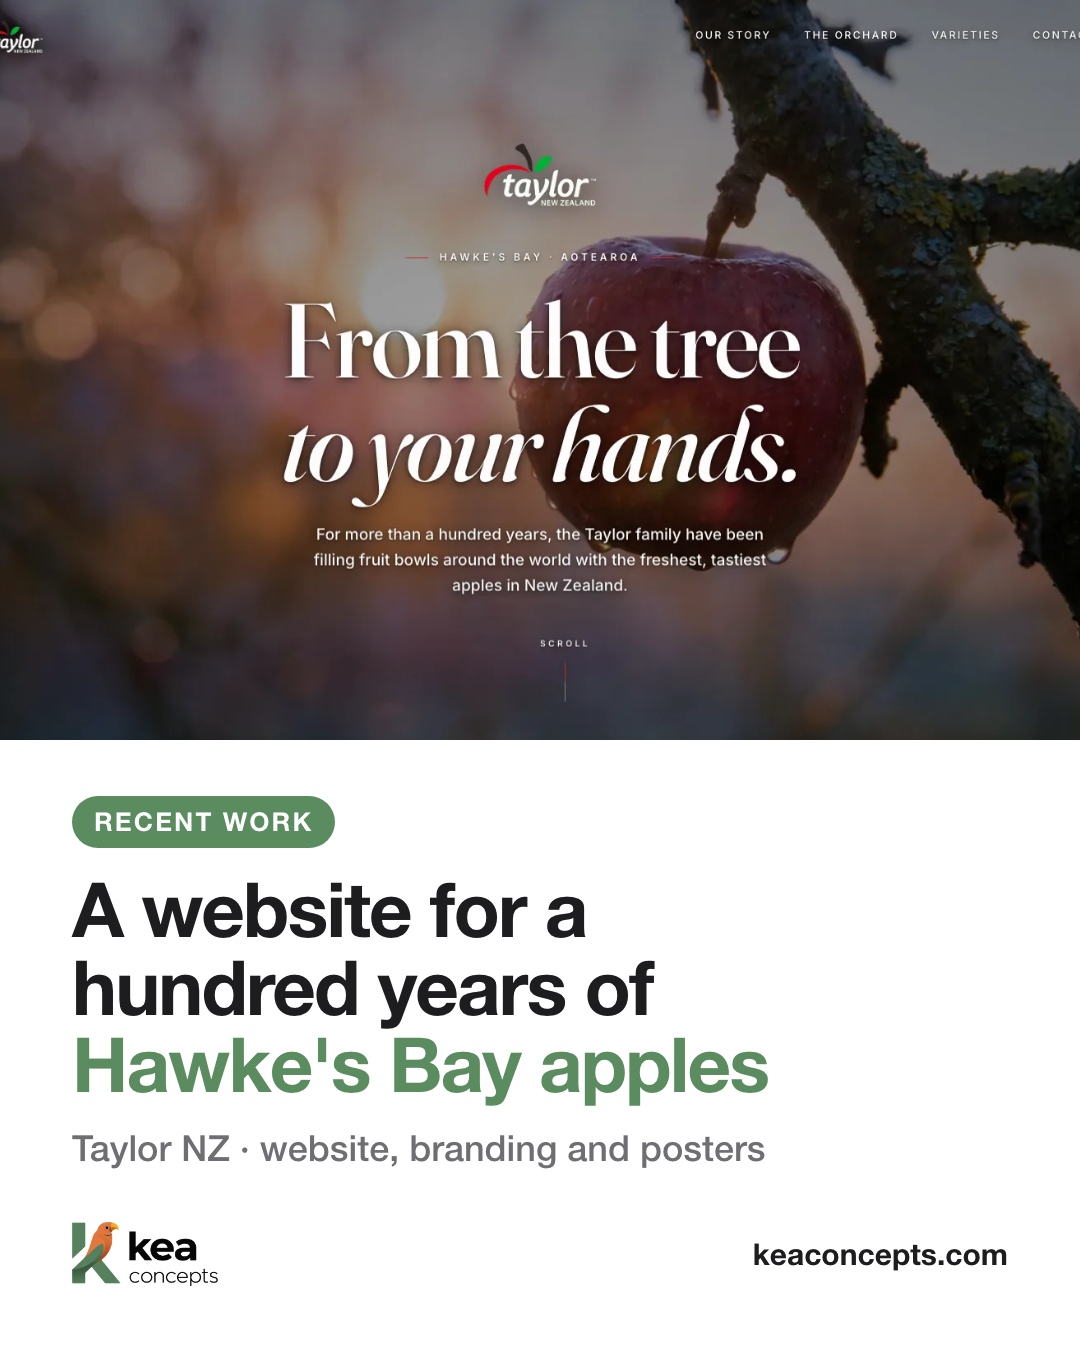 taylor
NEW ZEALAND
OUR STORY THE ORCHARD VARIETIES
taylor™
NEW ZEALAND
HAWKE'S BAY · AOTEAROA
From the tree
to your hands.
For more than a hundred years, the Taylor family have been
filling fruit bowls around the world with the freshest, tastiest
apples in New Zealand.
SCROLL
RECENT WORK
A website for a
hundred years of
Hawke's Bay apples
Taylor NZ · website, branding and posters
kea
concepts
keaconcepts.com